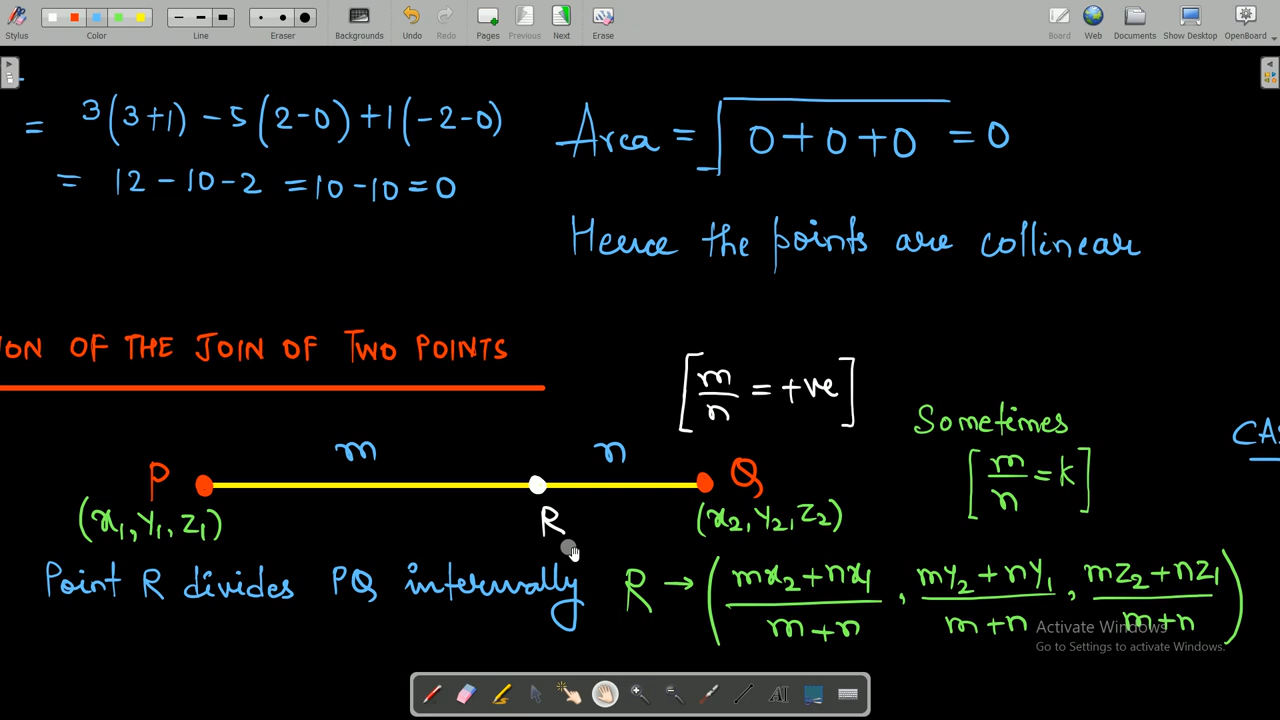 Stylus Color Line Eraser Backgrounds Undo Redo Pages Previous Next Erase Board Web Documents Show Desktop OpenBoard
= 3(3+1) - 5(2-0) + 1(-2-0)
= 12 - 10 - 2 = 10 - 10 = 0
Area = √(0+0+0) = 0
Hence the points are collinear
ION OF THE JOIN OF TWO POINTS
[m/n = +ve]
Sometimes
[m/n = k]
CAS
m n
P Q
R
(x₁, y₁, z₁) (x₂, y₂, z₂)
Point R divides PQ internally
R → ((mx₂+nx₁)/(m+n), (my₂+ny₁)/(m+n), (mz₂+nz₁)/(m+n))
Activate Windows
Go to Settings to activate Windows.